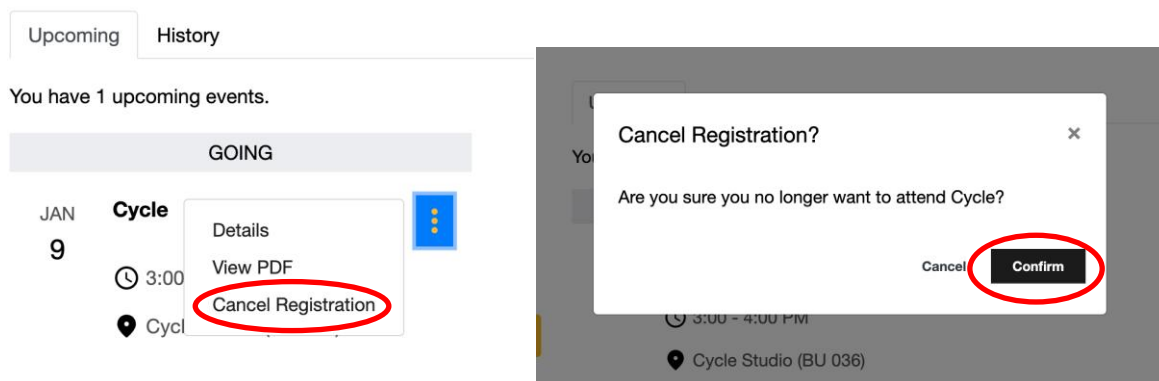 Upcoming History
You have 1 upcoming events.
GOING
JAN
9
Cycle
3:00
Cycl
Details
View PDF
Cancel Registration
U
You
Cancel Registration? ×
Are you sure you no longer want to attend Cycle?
Cancel Confirm
3:00 - 4:00 PM
Cycle Studio (BU 036)